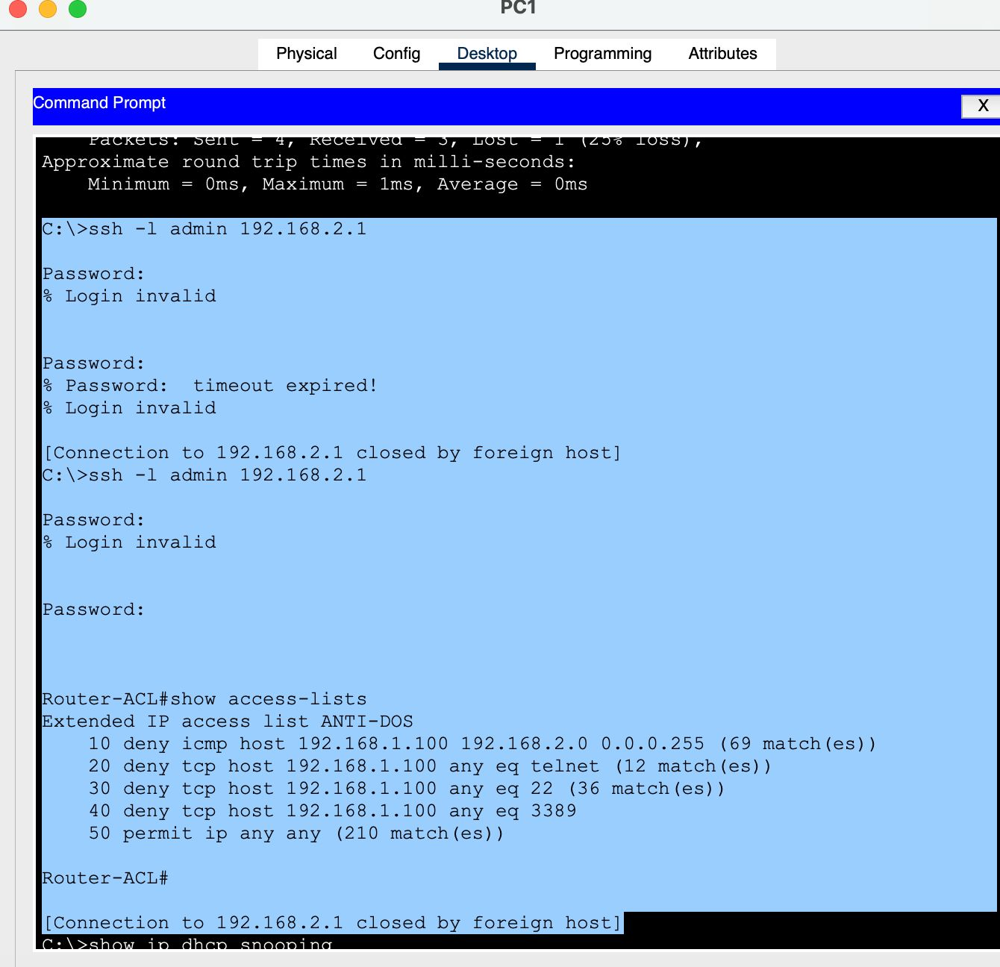 PC1
Physical Config Desktop Programming Attributes
Command Prompt
X
Packets: Sent = 4, Received = 3, Lost = 1 (25% loss),
Approximate round trip times in milli-seconds:
Minimum = 0ms, Maximum = 1ms, Average = 0ms
C:\>ssh -l admin 192.168.2.1
Password:
% Login invalid
Password:
% Password:  timeout expired!
% Login invalid
[Connection to 192.168.2.1 closed by foreign host]
C:\>ssh -l admin 192.168.2.1
Password:
% Login invalid
Password:
Router-ACL#show access-lists
Extended IP access list ANTI-DOS
10 deny icmp host 192.168.1.100 192.168.2.0 0.0.0.255 (69 match(es))
20 deny tcp host 192.168.1.100 any eq telnet (12 match(es))
30 deny tcp host 192.168.1.100 any eq 22 (36 match(es))
40 deny tcp host 192.168.1.100 any eq 3389
50 permit ip any any (210 match(es))
Router-ACL#
[Connection to 192.168.2.1 closed by foreign host]
C:\>show ip dhcp snooping